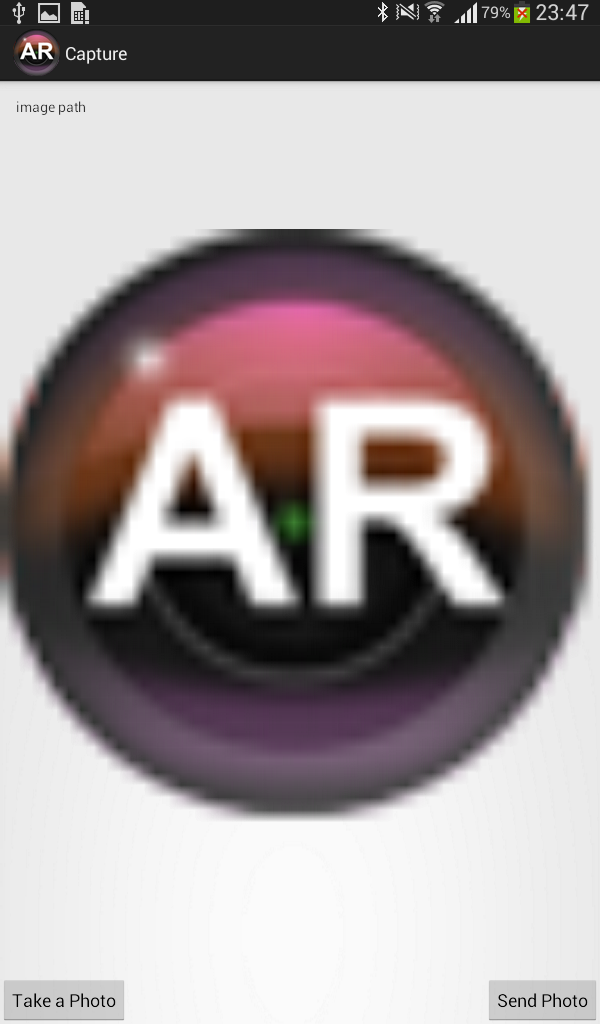 79% 23:47
AR Capture
image path
AR
Take a Photo
Send Photo